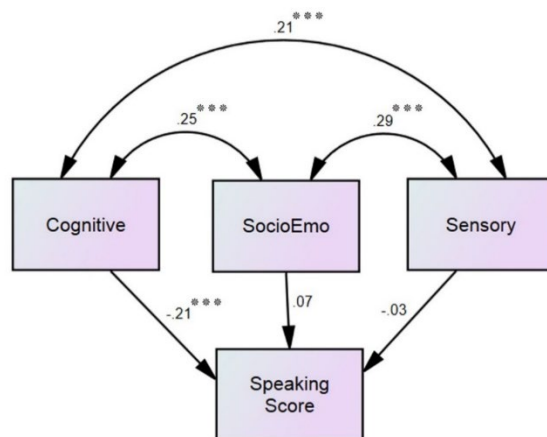 .21***
.25***
.29***
Cognitive
SocioEmo
Sensory
-.21***
.07
-.03
Speaking
Score